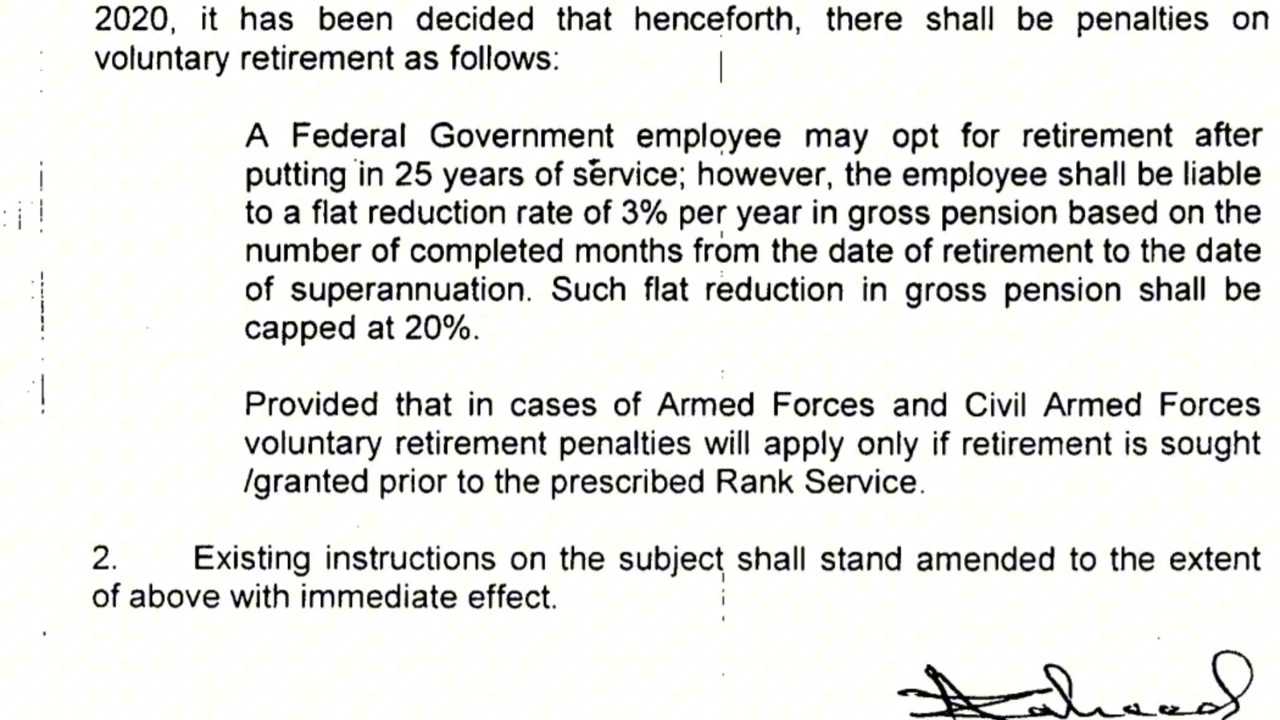 2020, it has been decided that henceforth, there shall be penalties on
voluntary retirement as follows:
A Federal Government employee may opt for retirement after
putting in 25 years of service; however, the employee shall be liable
to a flat reduction rate of 3% per year in gross pension based on the
number of completed months from the date of retirement to the date
of superannuation. Such flat reduction in gross pension shall be
capped at 20%.
Provided that in cases of Armed Forces and Civil Armed Forces
voluntary retirement penalties will apply only if retirement is sought
/granted prior to the prescribed Rank Service.
2. Existing instructions on the subject shall stand amended to the extent
of above with immediate effect.